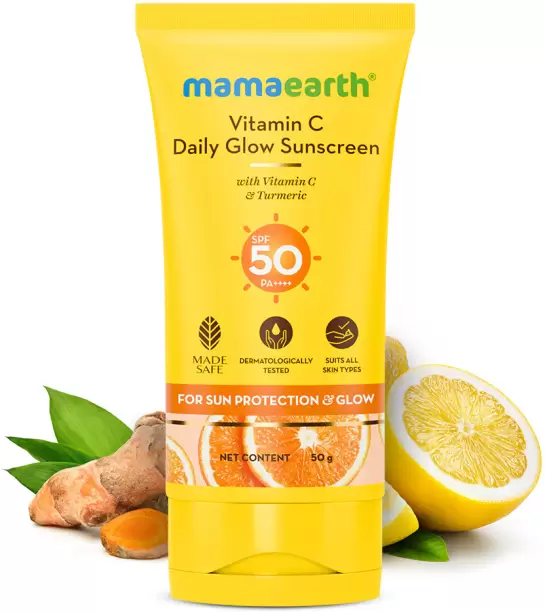 mamaearth®
Vitamin C
Daily Glow Sunscreen
with Vitamin C
& Turmeric
SPF
50
PA++++
MADE
SAFE
DERMATOLOGICALLY
TESTED
SUITS ALL
SKIN TYPES
FOR SUN PROTECTION & GLOW
NET CONTENT 50 g